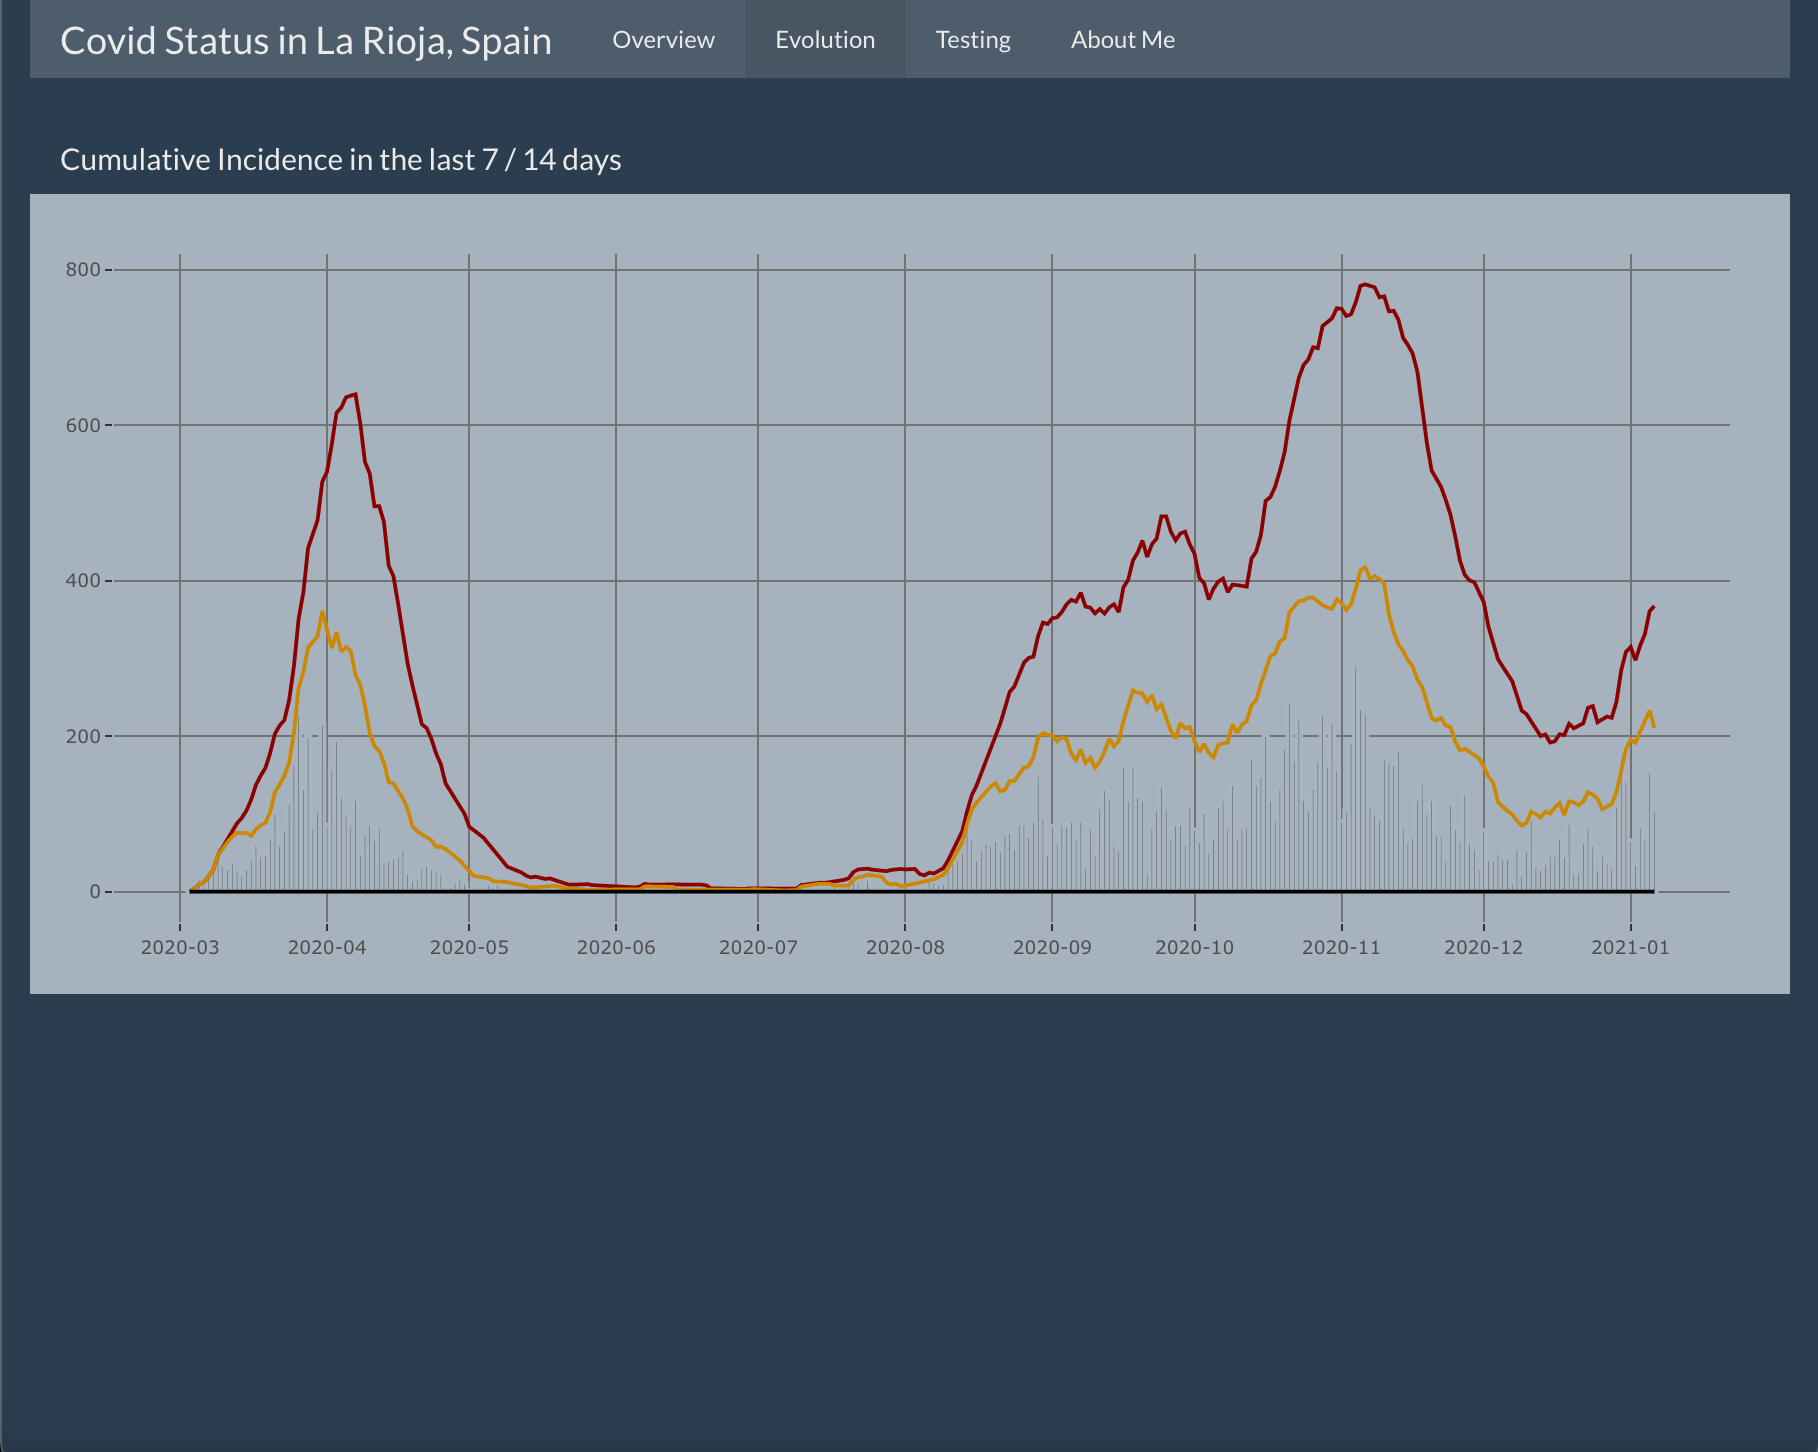 Covid Status in La Rioja, Spain Overview Evolution Testing About Me
Cumulative Incidence in the last 7 / 14 days
800
600
400
200
0
2020-03 2020-04 2020-05 2020-06 2020-07 2020-08 2020-09 2020-10 2020-11 2020-12 2021-01